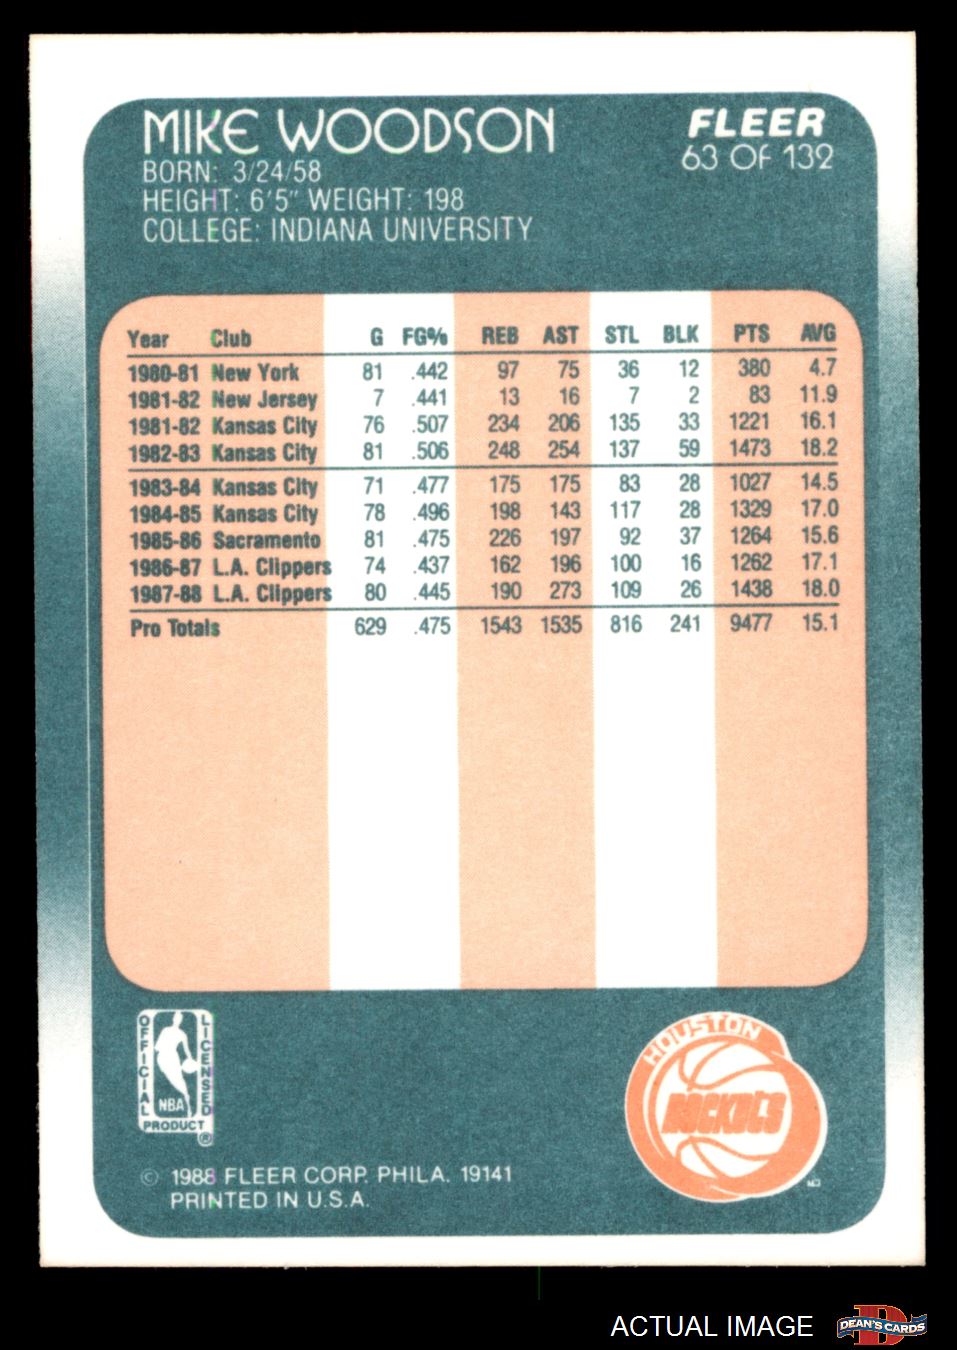 MIKE WOODSON
BORN: 3/24/58
HEIGHT: 6'5" WEIGHT: 198
COLLEGE: INDIANA UNIVERSITY
FLEER
63 OF 132
Year Club G FG% REB AST STL BLK PTS AVG
1980-81 New York 81 .442 97 75 36 12 380 4.7
1981-82 New Jersey 7 .441 13 16 7 2 83 11.9
1981-82 Kansas City 76 .507 234 206 135 33 1221 16.1
1982-83 Kansas City 81 .506 248 254 137 59 1473 18.2
1983-84 Kansas City 71 .477 175 175 83 28 1027 14.5
1984-85 Kansas City 78 .496 198 143 117 28 1329 17.0
1985-86 Sacramento 81 .475 226 197 92 37 1264 15.6
1986-87 L.A. Clippers 74 .437 162 196 100 16 1262 17.1
1987-88 L.A. Clippers 80 .445 190 273 109 26 1438 18.0
Pro Totals 629 .475 1543 1535 816 241 9477 15.1
OFFICIAL
LICENSED
NBA
PRODUCT
®
HOUSTON
ROCKETS
© 1988 FLEER CORP. PHILA. 19141
PRINTED IN U.S.A.
ACTUAL IMAGE
D
DEAN'S CARDS